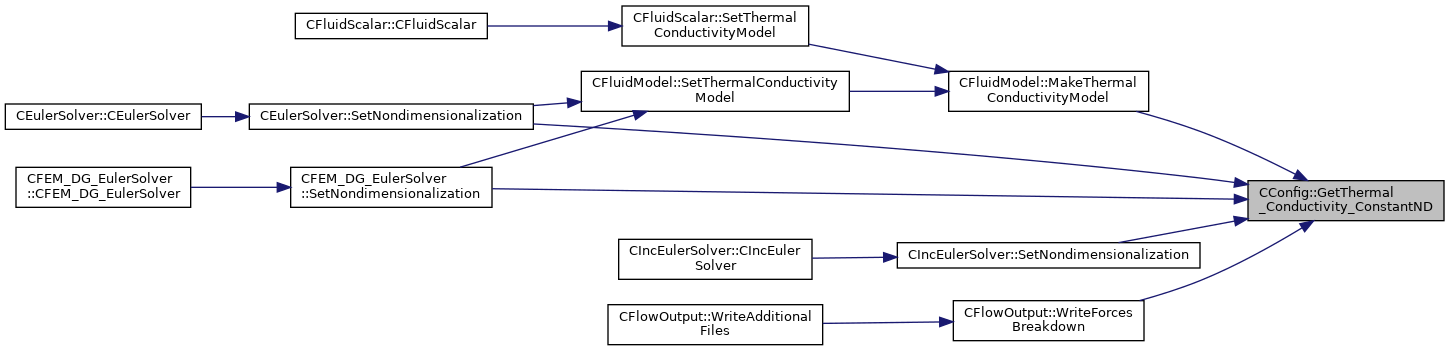 CFluidScalar::CFluidScalar
CFluidScalar::SetThermal
ConductivityModel
CFluidModel::SetThermalConductivity
Model
CFluidModel::MakeThermal
ConductivityModel
CEulerSolver::CEulerSolver
CEulerSolver::SetNondimensionalization
CFEM_DG_EulerSolver
::CFEM_DG_EulerSolver
CFEM_DG_EulerSolver
::SetNondimensionalization
CConfig::GetThermal
_Conductivity_ConstantND
CIncEulerSolver::CIncEuler
Solver
CIncEulerSolver::SetNondimensionalization
CFlowOutput::WriteAdditional
Files
CFlowOutput::WriteForces
Breakdown